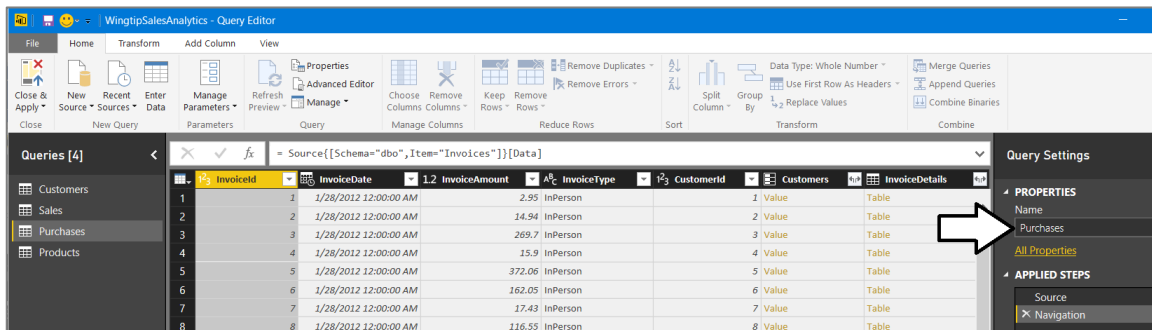 WingtipSalesAnalytics - Query Editor
File Home Transform Add Column View
Close & Apply
New Source
Recent Sources
Enter Data
Manage Parameters
Refresh Preview
Properties
Advanced Editor
Manage
Choose Columns
Remove Columns
Keep Rows
Remove Rows
Remove Duplicates
Remove Errors
Split Column
Group By
Data Type: Whole Number
Use First Row As Headers
Replace Values
Merge Queries
Append Queries
Combine Binaries
Close New Query Parameters Query Manage Columns Reduce Rows Sort Transform Combine
Queries [4]
Customers
Sales
Purchases
Products
fx = Source{[Schema="dbo",Item="Invoices"]}[Data]
InvoiceId InvoiceDate 1.2 InvoiceAmount InvoiceType CustomerId Customers InvoiceDetails
1 1 1/28/2012 12:00:00 AM 2.95 InPerson 1 Value Table
2 2 1/28/2012 12:00:00 AM 14.94 InPerson 2 Value Table
3 3 1/28/2012 12:00:00 AM 269.7 InPerson 3 Value Table
4 4 1/28/2012 12:00:00 AM 15.9 InPerson 4 Value Table
5 5 1/28/2012 12:00:00 AM 372.06 InPerson 5 Value Table
6 6 1/28/2012 12:00:00 AM 162.05 InPerson 6 Value Table
7 7 1/28/2012 12:00:00 AM 17.43 InPerson 7 Value Table
8 8 1/28/2012 12:00:00 AM 116.55 InPerson 8 Value Table
Query Settings
PROPERTIES
Name
Purchases
All Properties
APPLIED STEPS
Source
Navigation